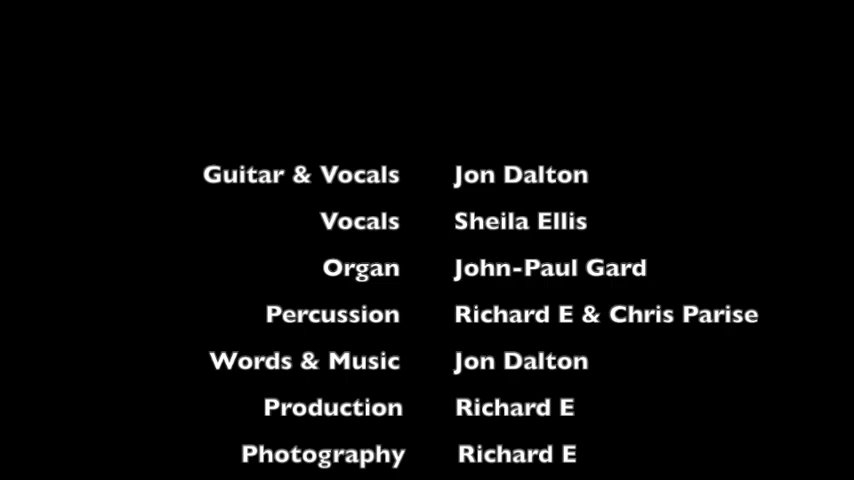 Guitar & Vocals Jon Dalton
Vocals Sheila Ellis
Organ John-Paul Gard
Percussion Richard E & Chris Parise
Words & Music Jon Dalton
Production Richard E
Photography Richard E